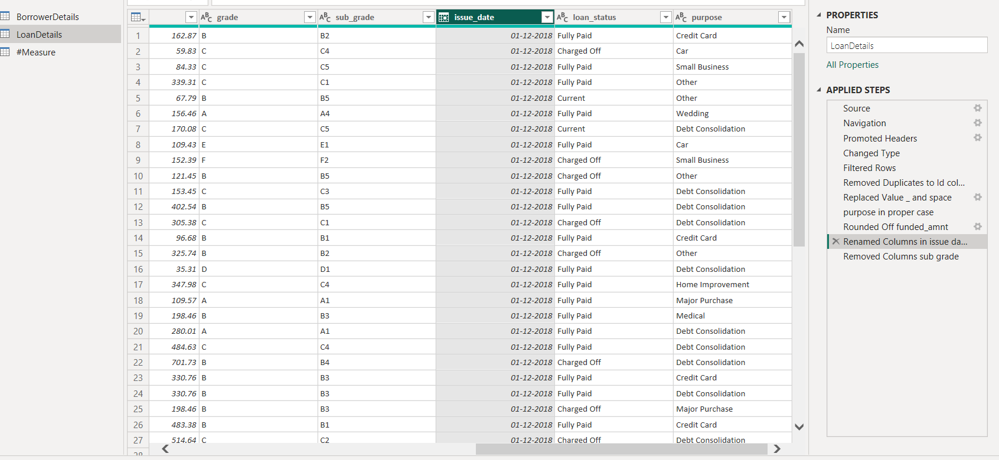 BorrowerDetails
LoanDetails
#Measure
ABC grade ABC sub_grade issue_date ABC loan_status ABC purpose
1 162.87 B B2 01-12-2018 Fully Paid Credit Card
2 59.83 C C4 01-12-2018 Charged Off Car
3 84.33 C C5 01-12-2018 Fully Paid Small Business
4 339.31 C C1 01-12-2018 Fully Paid Other
5 67.79 B B5 01-12-2018 Current Other
6 156.46 A A4 01-12-2018 Fully Paid Wedding
7 170.08 C C5 01-12-2018 Current Debt Consolidation
8 109.43 E E1 01-12-2018 Fully Paid Car
9 152.39 F F2 01-12-2018 Charged Off Small Business
10 121.45 B B5 01-12-2018 Charged Off Other
11 153.45 C C3 01-12-2018 Fully Paid Debt Consolidation
12 402.54 B B5 01-12-2018 Fully Paid Debt Consolidation
13 305.38 C C1 01-12-2018 Charged Off Debt Consolidation
14 96.68 B B1 01-12-2018 Fully Paid Credit Card
15 325.74 B B2 01-12-2018 Charged Off Other
16 35.31 D D1 01-12-2018 Fully Paid Debt Consolidation
17 347.98 C C4 01-12-2018 Fully Paid Home Improvement
18 109.57 A A1 01-12-2018 Fully Paid Major Purchase
19 198.46 B B3 01-12-2018 Fully Paid Medical
20 280.01 A A1 01-12-2018 Fully Paid Debt Consolidation
21 484.63 C C4 01-12-2018 Fully Paid Debt Consolidation
22 701.73 B B4 01-12-2018 Charged Off Debt Consolidation
23 330.76 B B3 01-12-2018 Fully Paid Credit Card
24 330.76 B B3 01-12-2018 Fully Paid Debt Consolidation
25 198.46 B B3 01-12-2018 Charged Off Major Purchase
26 483.38 B B1 01-12-2018 Fully Paid Credit Card
27 514.64 C C2 01-12-2018 Charged Off Debt Consolidation
28
PROPERTIES
Name
LoanDetails
All Properties
APPLIED STEPS
Source
Navigation
Promoted Headers
Changed Type
Filtered Rows
Removed Duplicates to Id col...
Replaced Value _ and space
purpose in proper case
Rounded Off funded_amnt
Renamed Columns in issue da...
Removed Columns sub grade